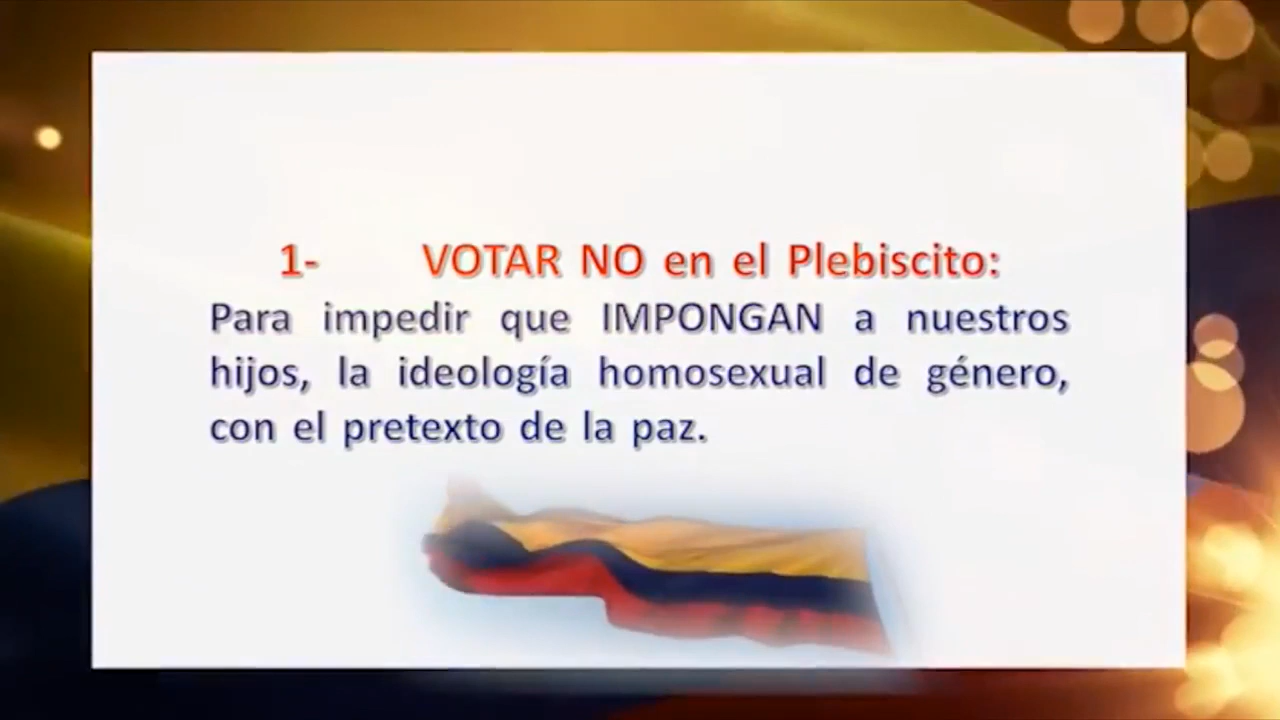 1- VOTAR NO en el Plebiscito:
Para impedir que IMPONGAN a nuestros
hijos, la ideología homosexual de género,
con el pretexto de la paz.